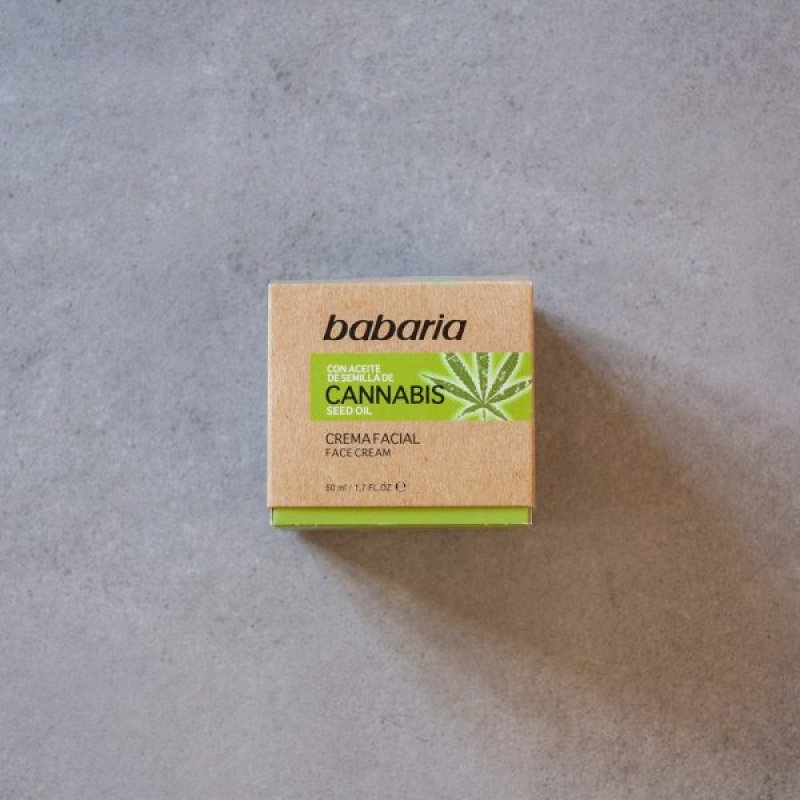 babaria
CON ACEITE
DE SEMILLA DE
CANNABIS
SEED OIL
CREMA FACIAL
FACE CREAM
50 ml / 1,7 FL.OZ ℮